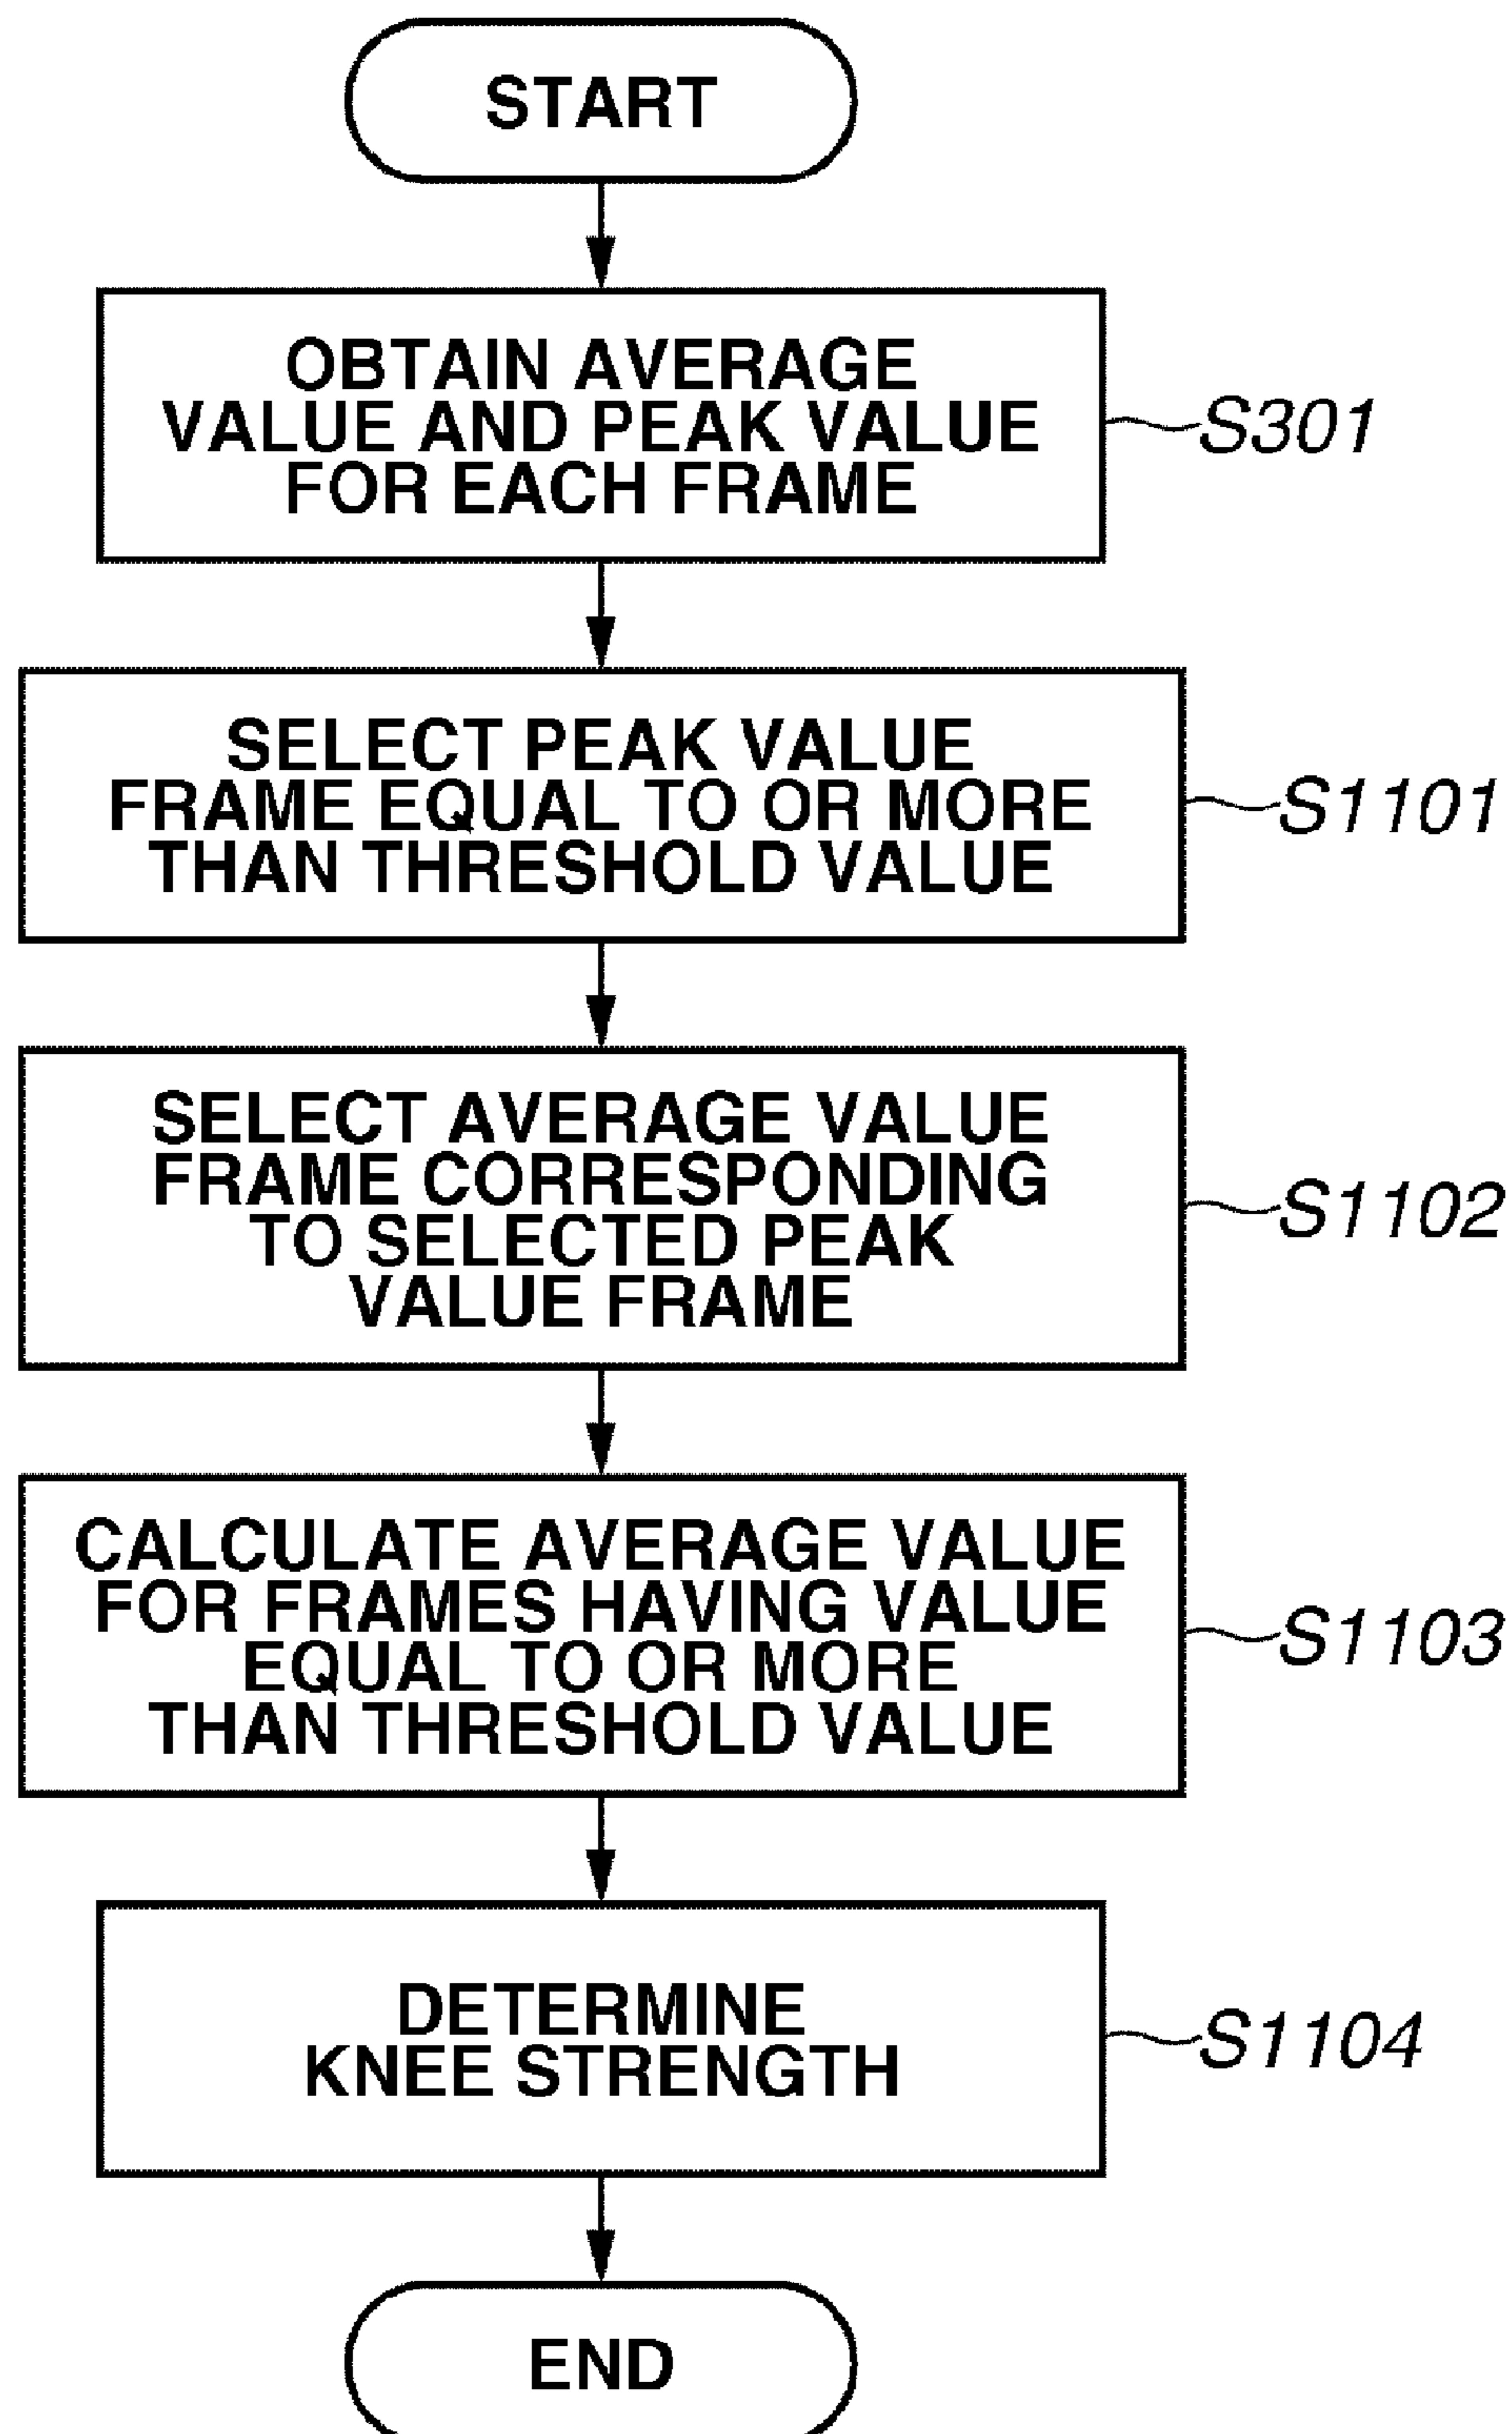 START
OBTAIN AVERAGE
VALUE AND PEAK VALUE
FOR EACH FRAME
S301
SELECT PEAK VALUE
FRAME EQUAL TO OR MORE
THAN THRESHOLD VALUE
S1101
SELECT AVERAGE VALUE
FRAME CORRESPONDING
TO SELECTED PEAK
VALUE FRAME
S1102
CALCULATE AVERAGE VALUE
FOR FRAMES HAVING VALUE
EQUAL TO OR MORE
THAN THRESHOLD VALUE
S1103
DETERMINE
KNEE STRENGTH
S1104
END